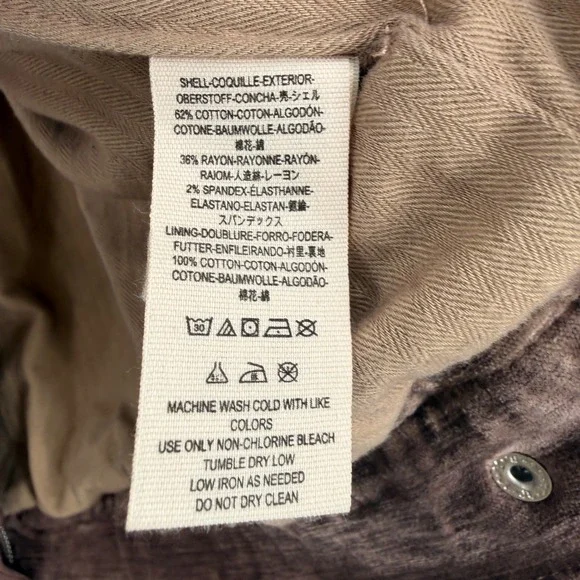 SHELL-COQUILLE-EXTERIOR-
OBERSTOFF-CONCHA-売-シェル
62% COTTON-COTON-ALGODÓN-
COTONE-BAUMWOLLE-ALGODÃO-
棉花-綿
36% RAYON-RAYONNE-RAYÓN-
RAIOM-人造絲-レーヨン
2% SPANDEX-ÉLASTHANNE-
ELASTANO-ELASTAN-
スパンデックス
LINING-DOUBLURE-FORRO-FODERA-
FUTTER-ENFILEIRANDO-衬里-裏地
100% COTTON-COTON-ALGODÓN-
COTONE-BAUMWOLLE-ALGODÃO-
棉花-綿
30
MACHINE WASH COLD WITH LIKE
COLORS
USE ONLY NON-CHLORINE BLEACH
TUMBLE DRY LOW
LOW IRON AS NEEDED
DO NOT DRY CLEAN